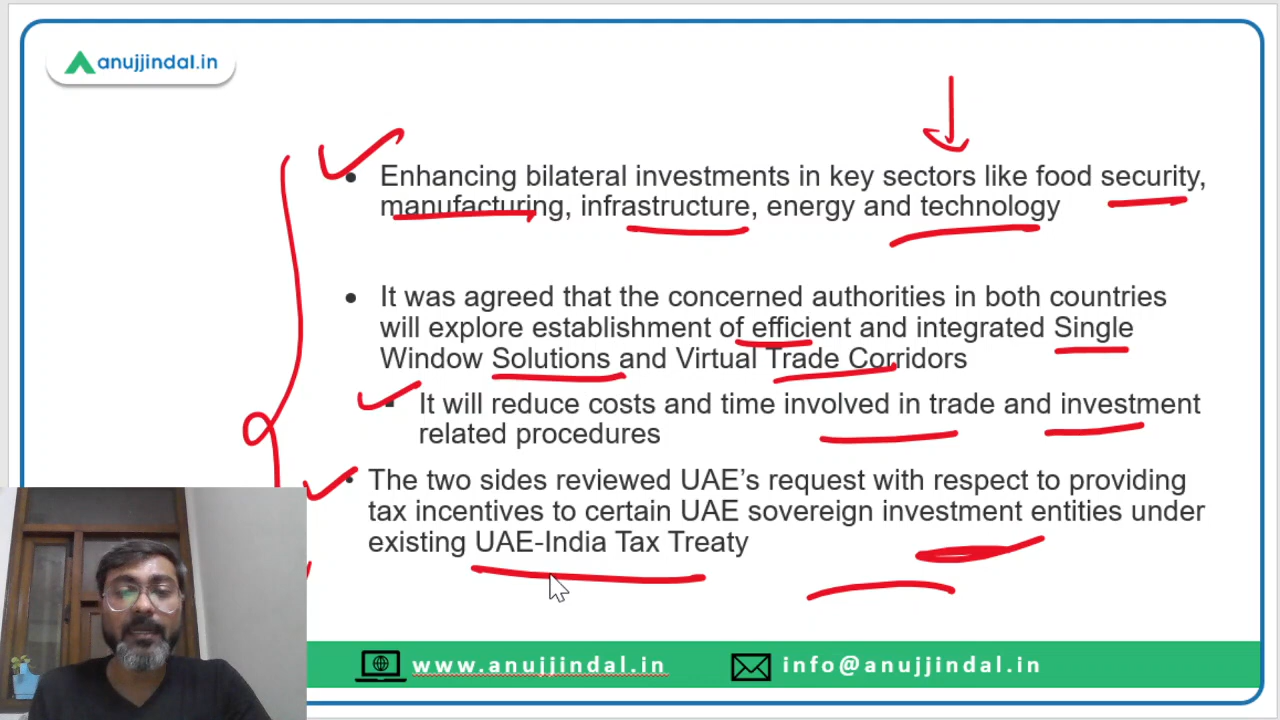 anujjindal.in
Enhancing bilateral investments in key sectors like food security,
manufacturing, infrastructure, energy and technology
It was agreed that the concerned authorities in both countries
will explore establishment of efficient and integrated Single
Window Solutions and Virtual Trade Corridors
It will reduce costs and time involved in trade and investment
related procedures
The two sides reviewed UAE’s request with respect to providing
tax incentives to certain UAE sovereign investment entities under
existing UAE-India Tax Treaty
www.anujjindal.in info@anujjindal.in